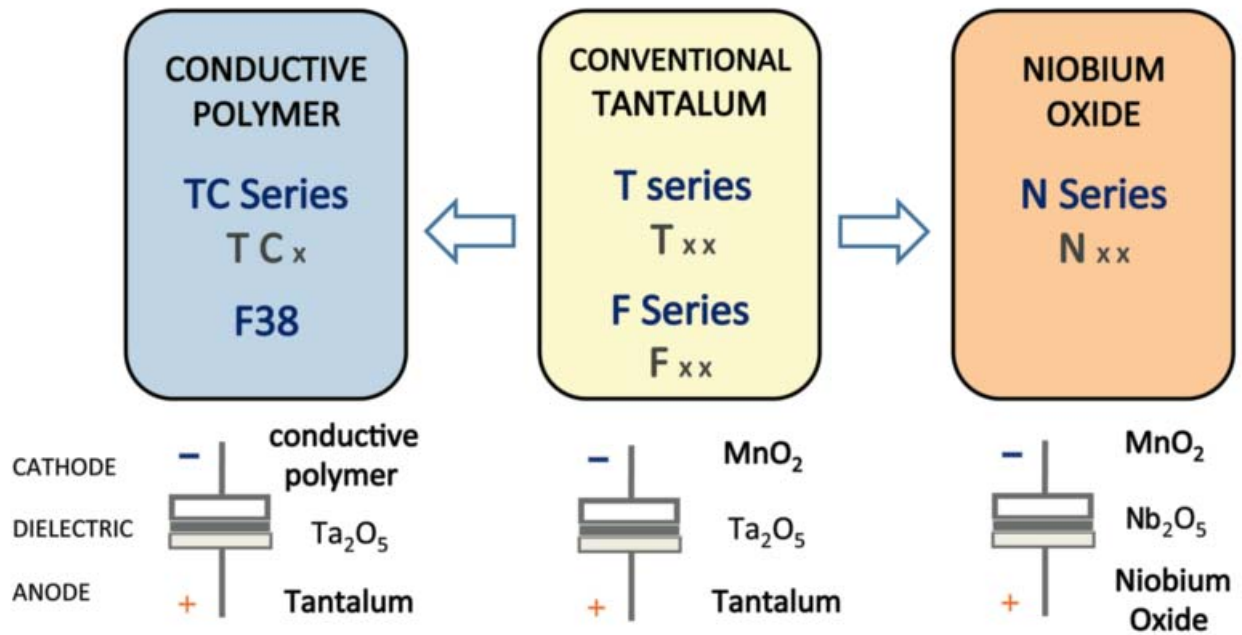 CONDUCTIVE
POLYMER
TC Series
T C x
F38
CONVENTIONAL
TANTALUM
T series
T x x
F Series
F x x
NIOBIUM
OXIDE
N Series
N x x
CATHODE
DIELECTRIC
ANODE
−
conductive
polymer
Ta₂O₅
+
Tantalum
−
MnO₂
Ta₂O₅
+
Tantalum
−
MnO₂
Nb₂O₅
+
Niobium
Oxide